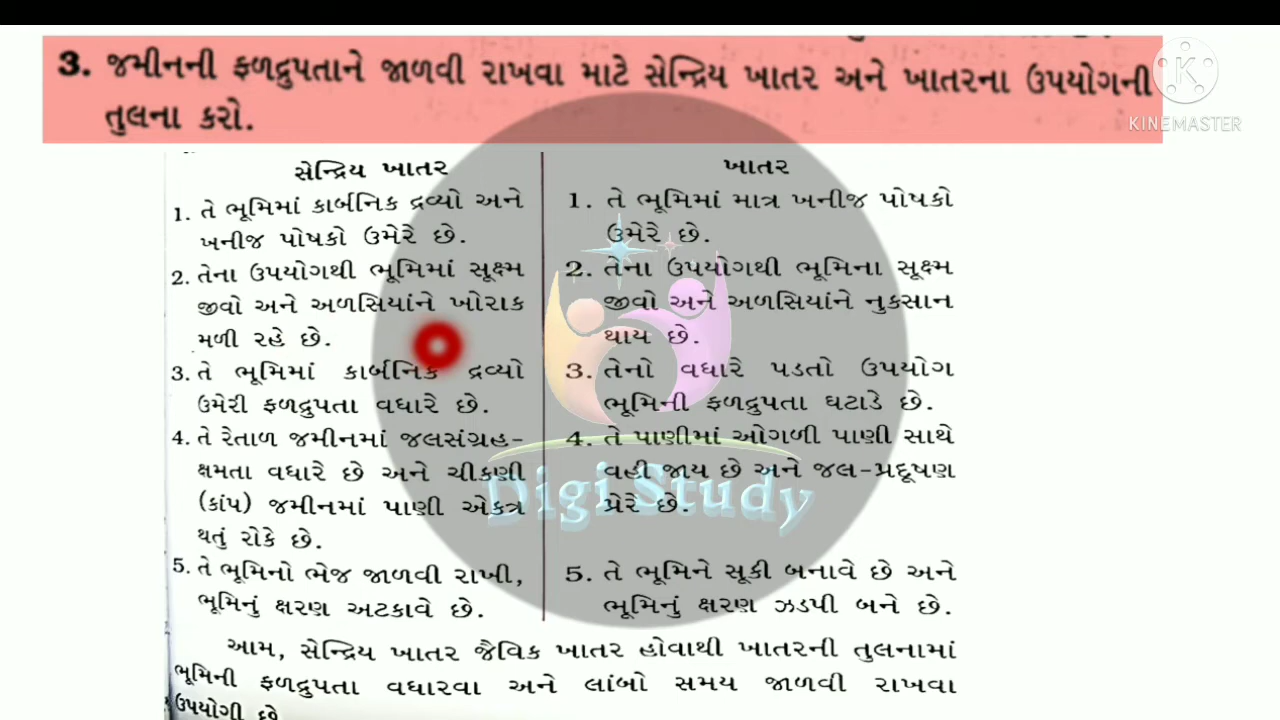 KINEMASTER
3. જમીનની ફળદ્રુપતાને જાળવી રાખવા માટે સેન્દ્રિય ખાતર અને ખાતરના ઉપયોગની
તુલના કરો.
સેન્દ્રિય ખાતર
1. તે ભૂમિમાં કાર્બનિક દ્રવ્યો અને
ખનીજ પોષકો ઉમેરે છે.
2. તેના ઉપયોગથી ભૂમિમાં સૂક્ષ્મ
જીવો અને અળસિયાંને ખોરાક
મળી રહે છે.
3. તે ભૂમિમાં કાર્બનિક દ્રવ્યો
ઉમેરી ફળદ્રુપતા વધારે છે.
4. તે રેતાળ જમીનમાં જલસંગ્રહ-
ક્ષમતા વધારે છે અને ચીકણી
(કાંપ) જમીનમાં પાણી એકત્ર
થતું રોકે છે.
5. તે ભૂમિનો ભેજ જાળવી રાખી,
ભૂમિનું ક્ષરણ અટકાવે છે.
ખાતર
1. તે ભૂમિમાં માત્ર ખનીજ પોષકો
ઉમેરે છે.
2. તેના ઉપયોગથી ભૂમિના સૂક્ષ્મ
જીવો અને અળસિયાંને નુકસાન
થાય છે.
3. તેનો વધારે પડતો ઉપયોગ
ભૂમિની ફળદ્રુપતા ઘટાડે છે.
4. તે પાણીમાં ઓગળી પાણી સાથે
વહી જાય છે અને જલ-પ્રદૂષણ
પ્રેરે છે.
5. તે ભૂમિને સૂકી બનાવે છે અને
ભૂમિનું ક્ષરણ ઝડપી બને છે.
Digi Study
આમ, સેન્દ્રિય ખાતર જૈવિક ખાતર હોવાથી ખાતરની તુલનામાં
ભૂમિની ફળદ્રુપતા વધારવા અને લાંબો સમય જાળવી રાખવા
ઉપયોગી છે